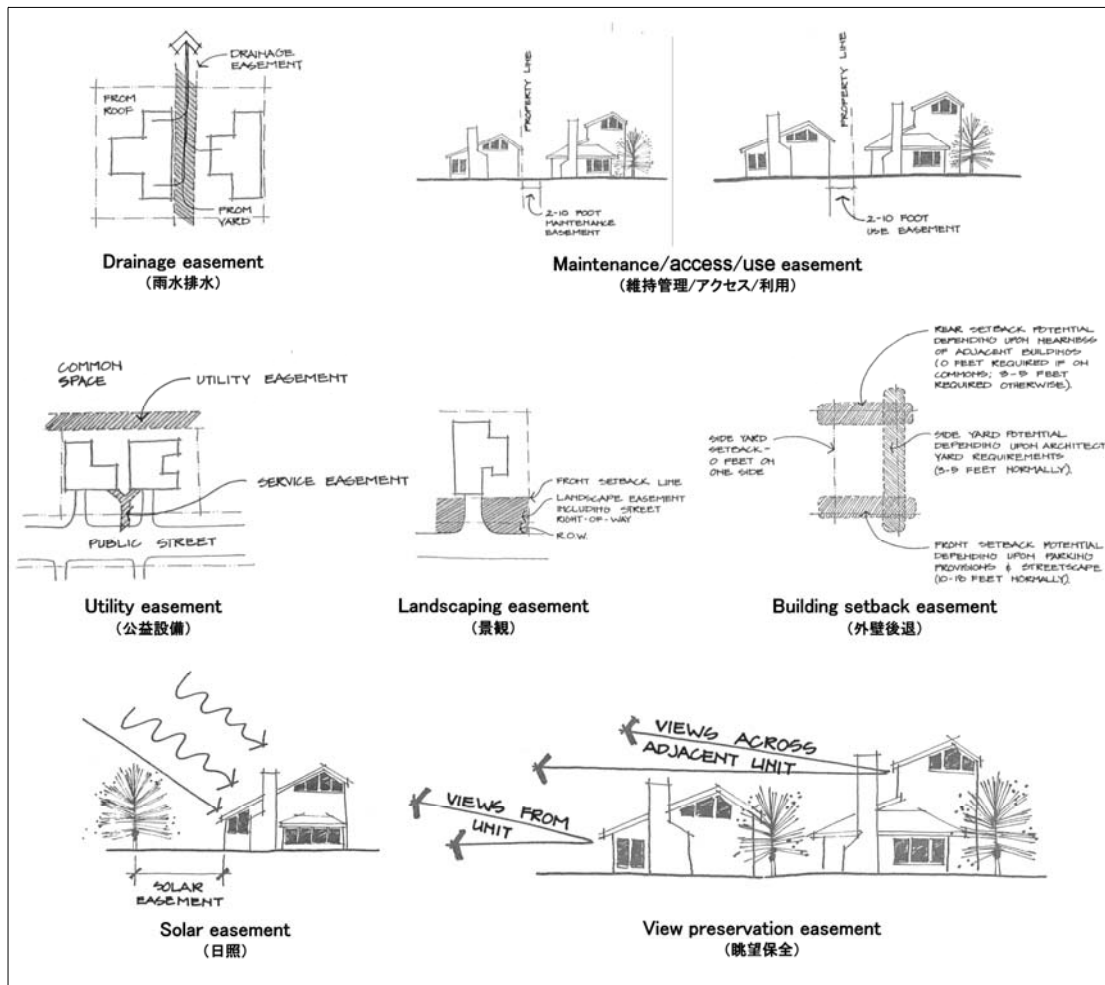 DRAINAGE
EASEMENT
FROM
ROOF
FROM
YARD
Drainage easement
(雨水排水)
PROPERTY LINE
2-10 FOOT
MAINTENANCE
EASEMENT
PROPERTY LINE
2-10 FOOT
USE EASEMENT
Maintenance/access/use easement
(維持管理/アクセス/利用)
COMMON
SPACE
UTILITY EASEMENT
SERVICE EASEMENT
PUBLIC STREET
Utility easement
(公益設備)
FRONT SETBACK LINE
LANDSCAPE EASEMENT
INCLUDING STREET
RIGHT-OF-WAY
R.O.W.
Landscaping easement
(景観)
REAR SETBACK POTENTIAL
DEPENDING UPON NEARNESS
OF ADJACENT BUILDINGS
(0 FEET REQUIRED IF ON
COMMONS; 3-5 FEET
REQUIRED OTHERWISE).
SIDE YARD
SETBACK-
0 FEET ON
ONE SIDE
SIDE YARD POTENTIAL
DEPENDING UPON ARCHITECT
YARD REQUIREMENTS
(3-5 FEET NORMALLY).
FRONT SETBACK POTENTIAL
DEPENDING UPON PARKING
PROVISIONS & STREETSCAPE
(10-18 FEET NORMALLY).
Building setback easement
(外壁後退)
SOLAR
EASEMENT
Solar easement
(日照)
VIEWS ACROSS
ADJACENT UNIT
VIEWS FROM
UNIT
View preservation easement
(眺望保全)